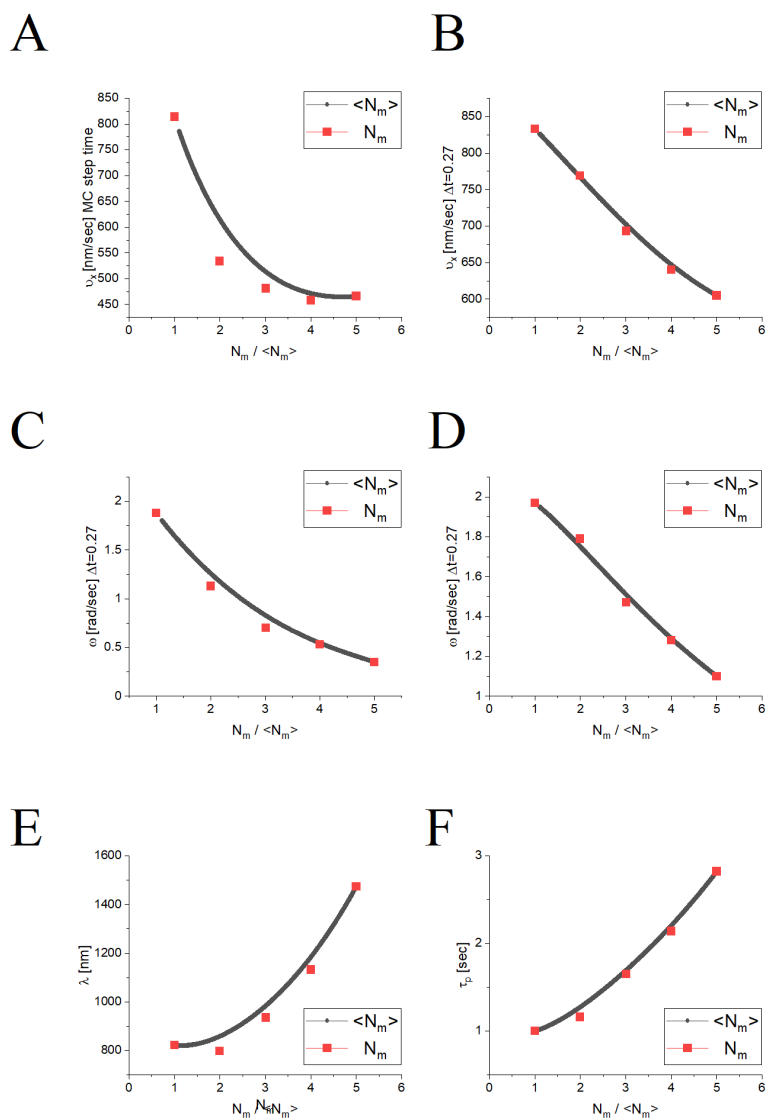 A
850
800
750
700
650
600
550
500
450
υx [nm/sec] MC step time
<Nm>
Nm
0 1 2 3 4 5 6
Nm / <Nm>
B
850
800
750
700
650
600
υx [nm/sec] Δt=0.27
<Nm>
Nm
0 1 2 3 4 5 6
Nm / <Nm>
C
2
1.5
1
0.5
0
ω [rad/sec] Δt=0.27
<Nm>
Nm
1 2 3 4 5
Nm / <Nm>
D
2
1.8
1.6
1.4
1.2
1
ω [rad/sec] Δt=0.27
<Nm>
Nm
0 1 2 3 4 5 6
Nm / <Nm>
E
1600
1400
1200
1000
800
λ [nm]
<Nm>
Nm
0 1 2 3 4 5 6
Nm / <Nm>
F
3
2
1
τp [sec]
<Nm>
Nm
0 1 2 3 4 5 6
Nm / <Nm>